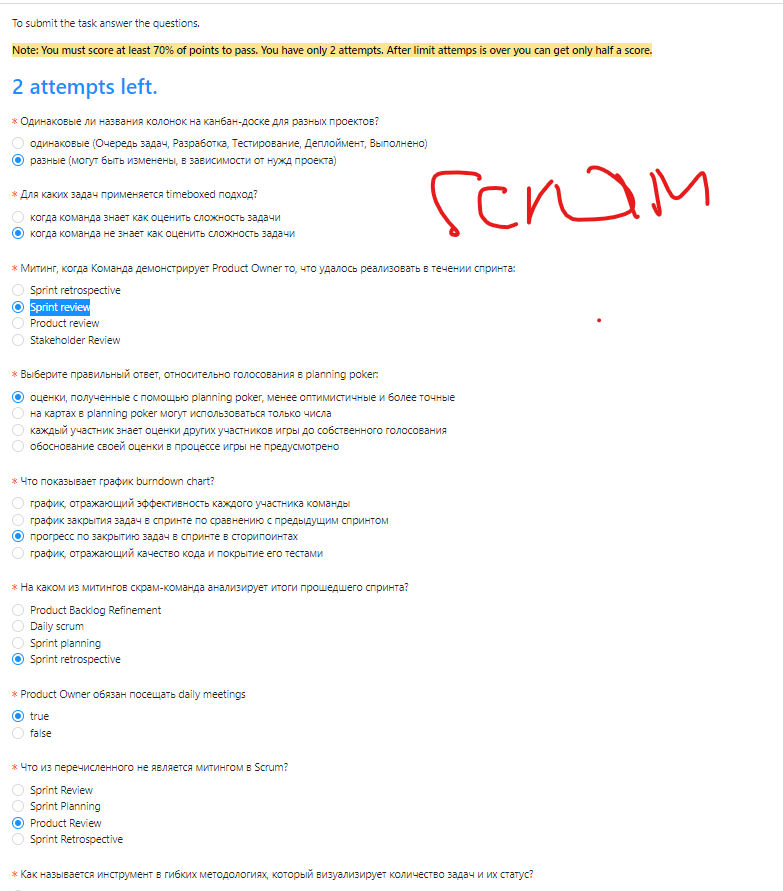 To submit the task answer the questions.
Note: You must score at least 70% of points to pass. You have only 2 attempts. After limit attemps is over you can get only half a score.
2 attempts left.
* Одинаковые ли названия колонок на канбан-доске для разных проектов?
одинаковые (Очередь задач, Разработка, Тестирование, Деплоймент, Выполнено)
разные (могут быть изменены, в зависимости от нужд проекта)
* Для каких задач применяется timeboxed подход?
когда команда знает как оценить сложность задачи
когда команда не знает как оценить сложность задачи
скрам
* Митинг, когда Команда демонстрирует Product Owner то, что удалось реализовать в течении спринта:
Sprint retrospective
Sprint review
Product review
Stakeholder Review
* Выберите правильный ответ, относительно голосования в planning poker:
оценки, полученные с помощью planning poker, менее оптимистичные и более точные
на картах в planning poker могут использоваться только числа
каждый участник знает оценки других участников игры до собственного голосования
обоснование своей оценки в процессе игры не предусмотрено
* Что показывает график burndown chart?
график, отражающий эффективность каждого участника команды
график закрытия задач в спринте по сравнению с предыдущим спринтом
прогресс по закрытию задач в спринте в сторипоинтах
график, отражающий качество кода и покрытие его тестами
* На каком из митингов скрам-команда анализирует итоги прошедшего спринта?
Product Backlog Refinement
Daily scrum
Sprint planning
Sprint retrospective
* Product Owner обязан посещать daily meetings
true
false
* Что из перечисленного не является митингом в Scrum?
Sprint Review
Sprint Planning
Product Review
Sprint Retrospective
* Как называется инструмент в гибких методологиях, который визуализирует количество задач и их статус?